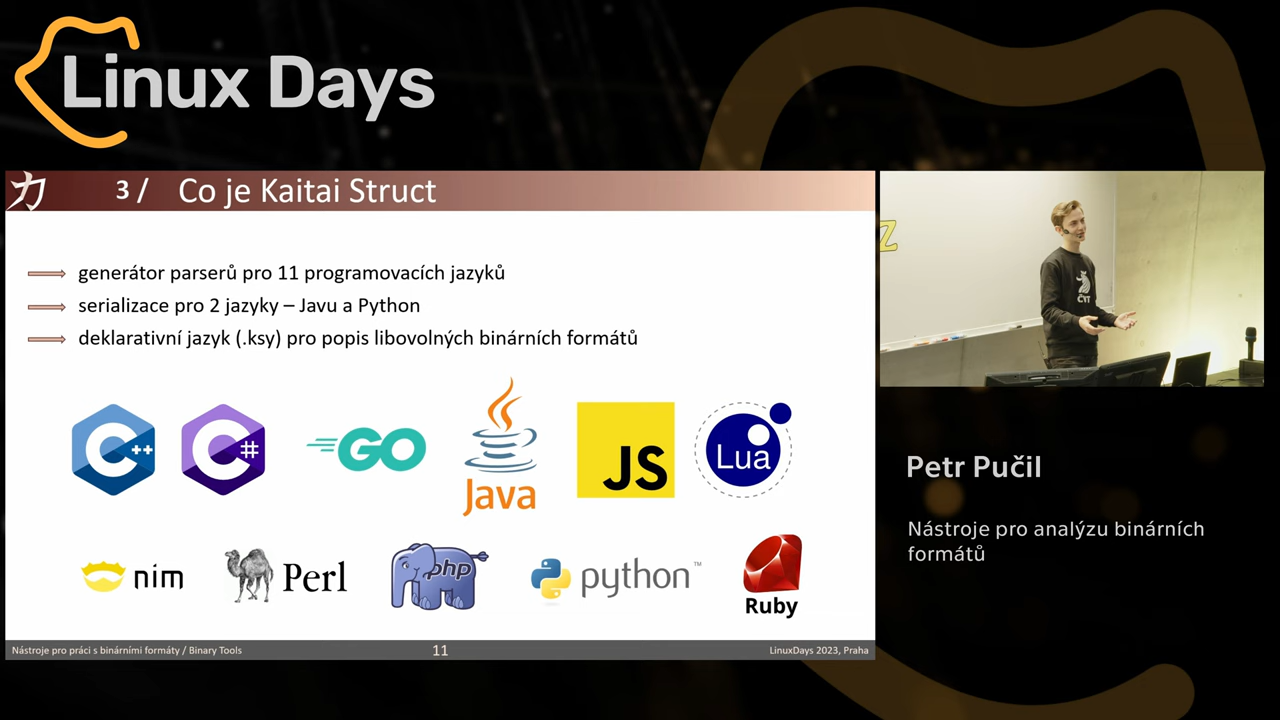 Linux Days
力 3 / Co je Kaitai Struct
generátor parserů pro 11 programovacích jazyků
serializace pro 2 jazyky – Javu a Python
deklarativní jazyk (.ksy) pro popis libovolných binárních formátů
C++ C# GO Java JS Lua
nim Perl php python™ Ruby
Nástroje pro práci s binárními formáty / Binary Tools 11 LinuxDays 2023, Praha
Z
ČVT
Petr Pučil
Nástroje pro analýzu binárních
formátů